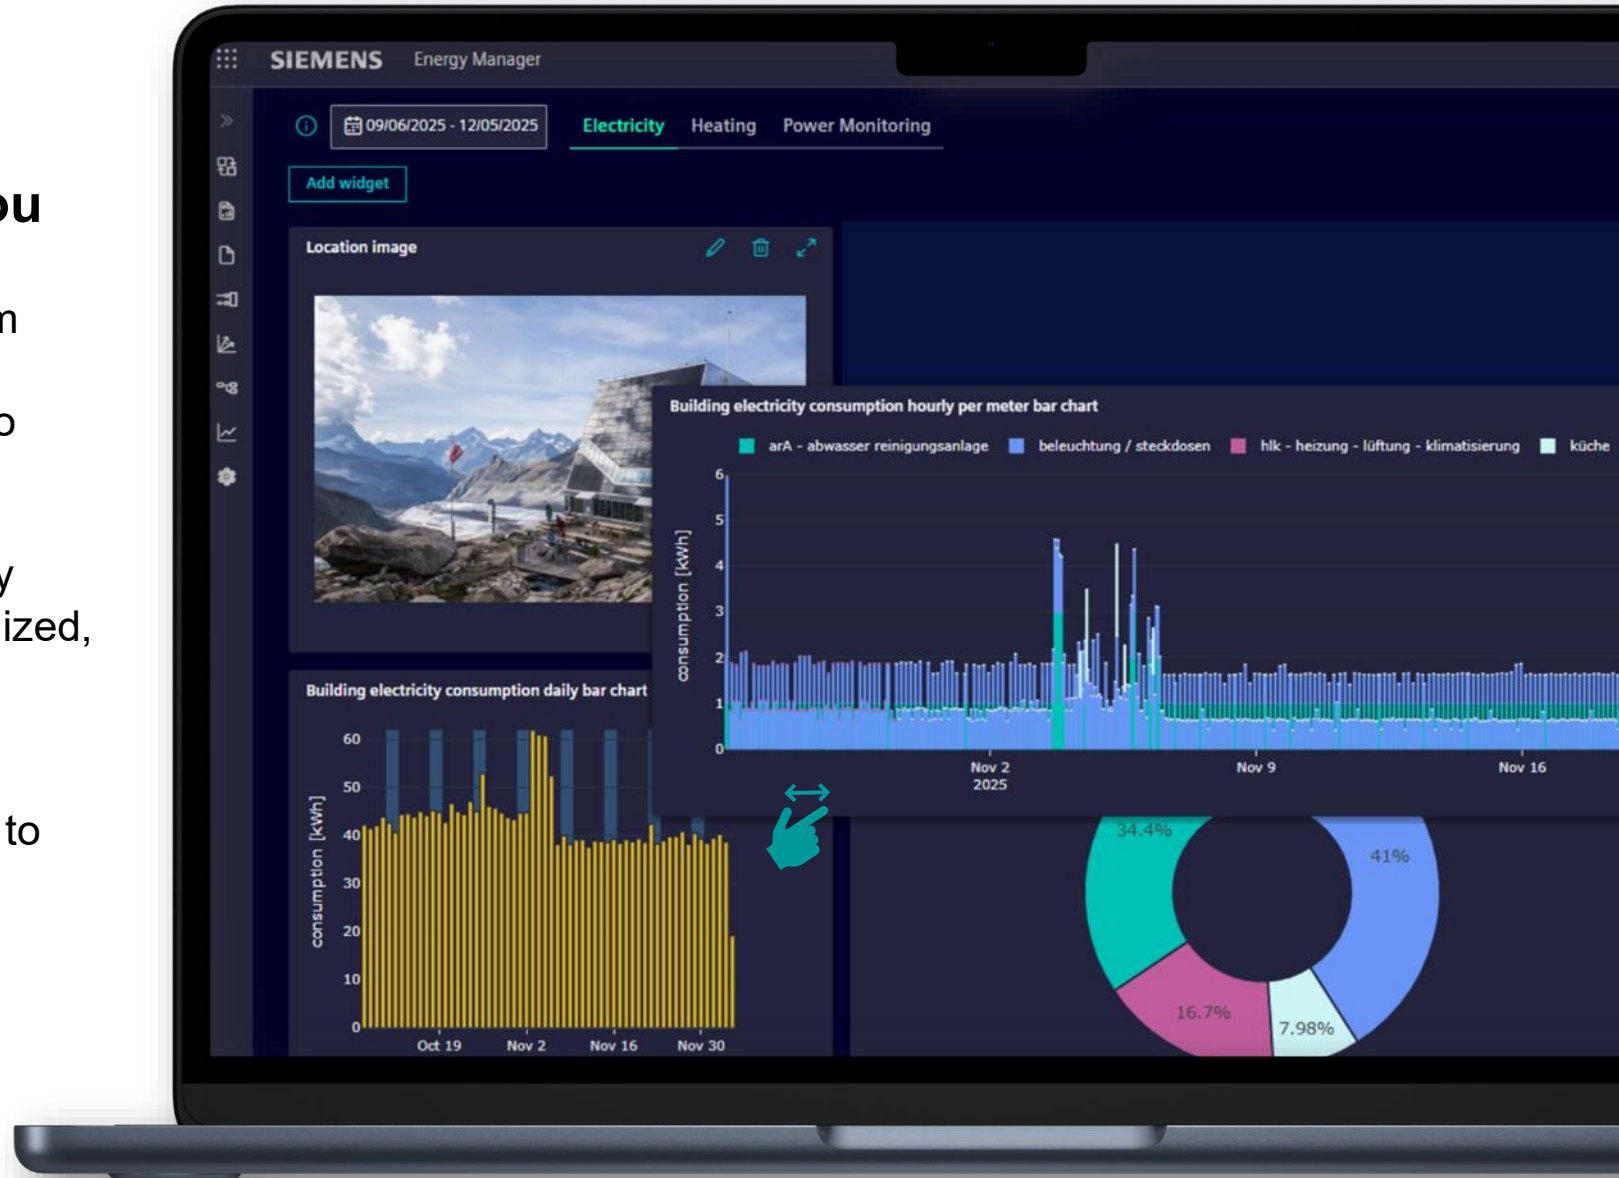 ou
m
o
y
ized,
to
SIEMENS Energy Manager
09/06/2025 - 12/05/2025 Electricity Heating Power Monitoring
Add widget
Location image
Building electricity consumption hourly per meter bar chart
arA - abwasser reinigungsanlage beleuchtung / steckdosen hlk - heizung - lüftung - klimatisierung küche
consumption [kWh]
6
5
4
3
2
1
0
Nov 2 Nov 9 Nov 16
2025
Building electricity consumption daily bar chart
consumption [kWh]
60
50
40
30
20
10
0
Oct 19 Nov 2 Nov 16 Nov 30
34.4%
41%
16.7%
7.98%